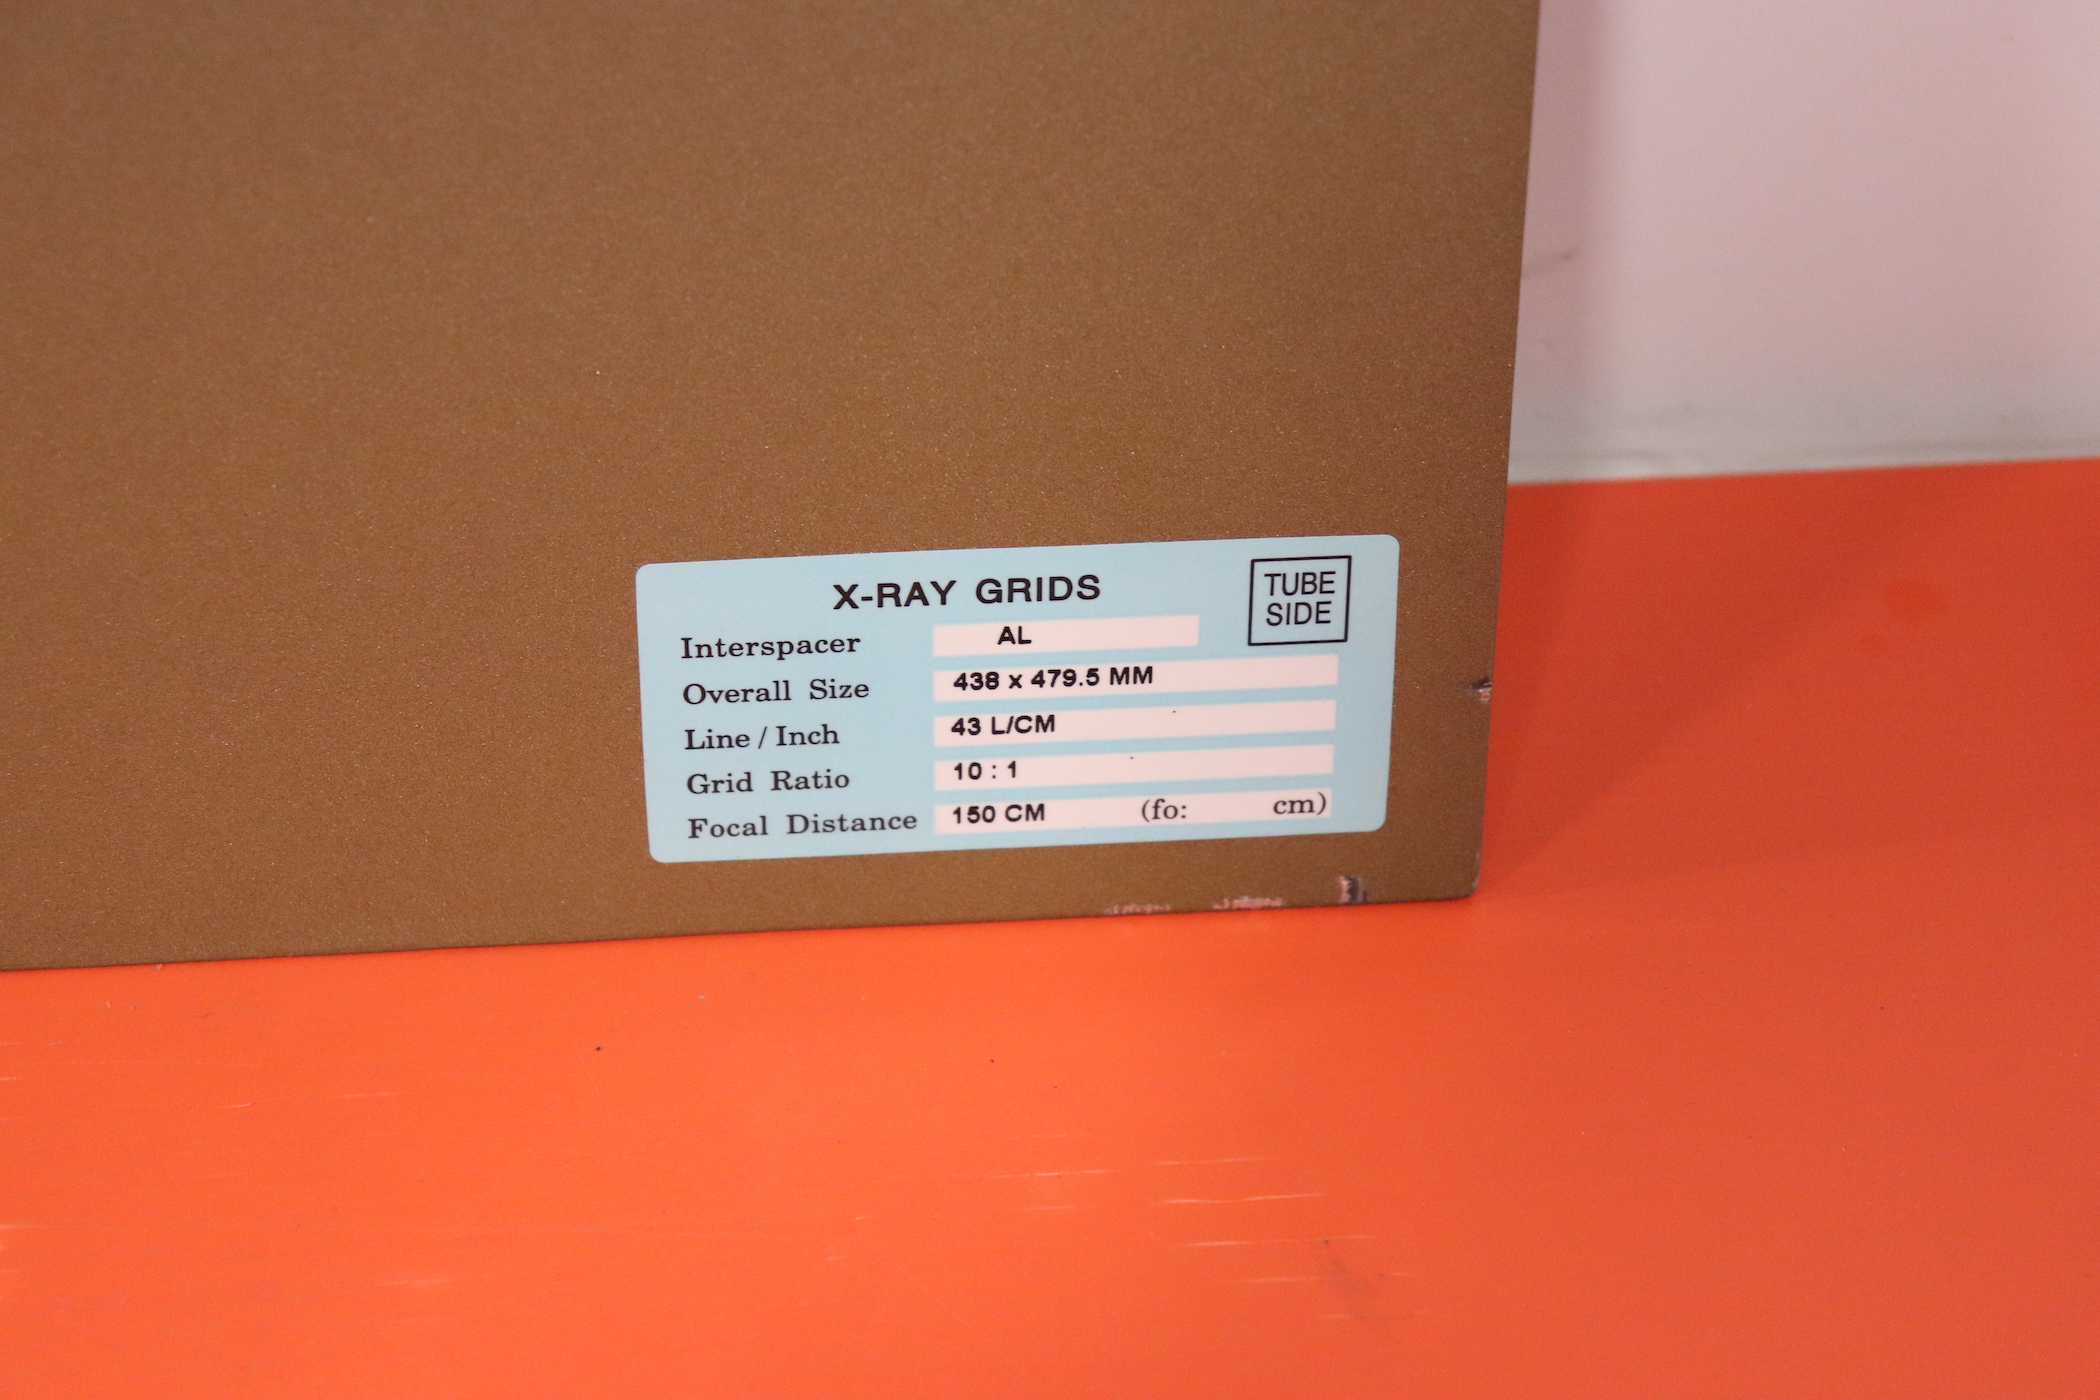 X-RAY GRIDS
TUBE
SIDE
Interspacer AL
Overall Size 438 x 479.5 MM
Line / Inch 43 L/CM
Grid Ratio 10 : 1
Focal Distance 150 CM (fo: cm)